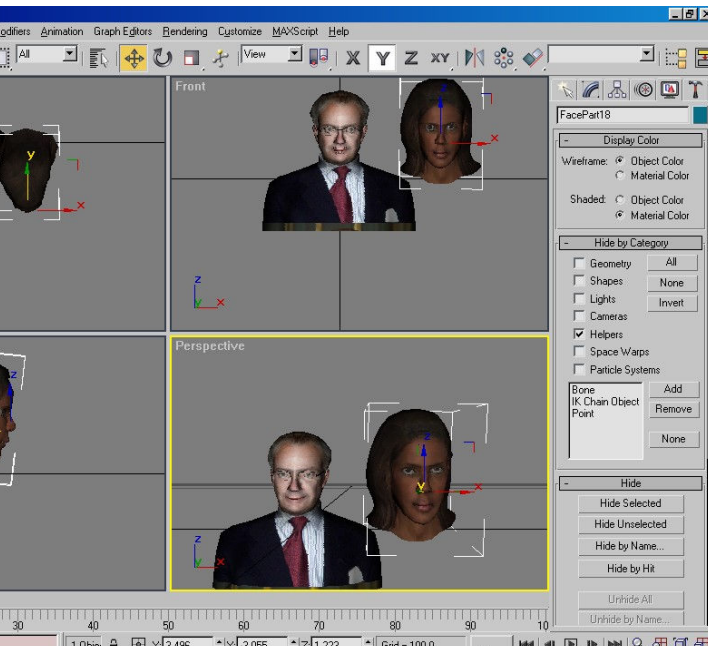 odifiers Animation Graph Editors Rendering Customize MAXScript Help
All View X Y Z XY
Front
FacePart18
Display Color
Wireframe: Object Color
Material Color
Shaded: Object Color
Material Color
Hide by Category
Geometry All
Shapes None
Lights Invert
Cameras
Helpers
Space Warps
Particle Systems
Bone Add
IK Chain Object Remove
Point
None
Hide
Hide Selected
Hide Unselected
Hide by Name...
Hide by Hit
Unhide All
Unhide by Name...
y
x
z
x
z
y x
Perspective
z
z
y x
z
y x
30 40 50 60 70 80 90 10
Grid = 100.0